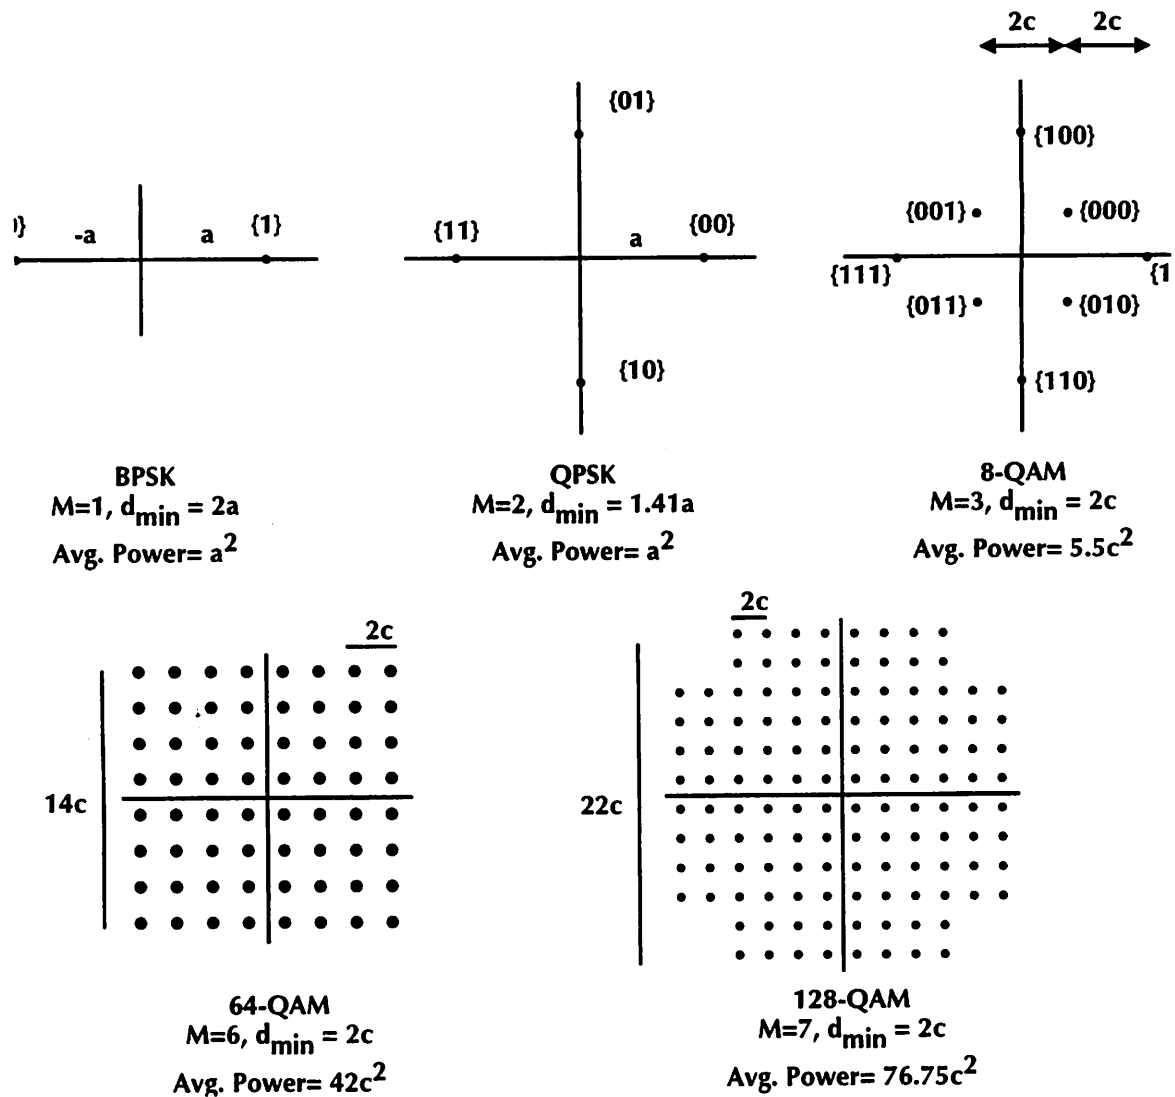 2c 2c
{01}
{100}
{1} {11} {00} {001} {000}
-a a a
{111}
{011} {010}
{10} {110}
BPSK
M=1, dmin = 2a
Avg. Power= a2
QPSK
M=2, dmin = 1.41a
Avg. Power= a2
8-QAM
M=3, dmin = 2c
Avg. Power= 5.5c2
2c
14c
64-QAM
M=6, dmin = 2c
Avg. Power= 42c2
2c
22c
128-QAM
M=7, dmin = 2c
Avg. Power= 76.75c2